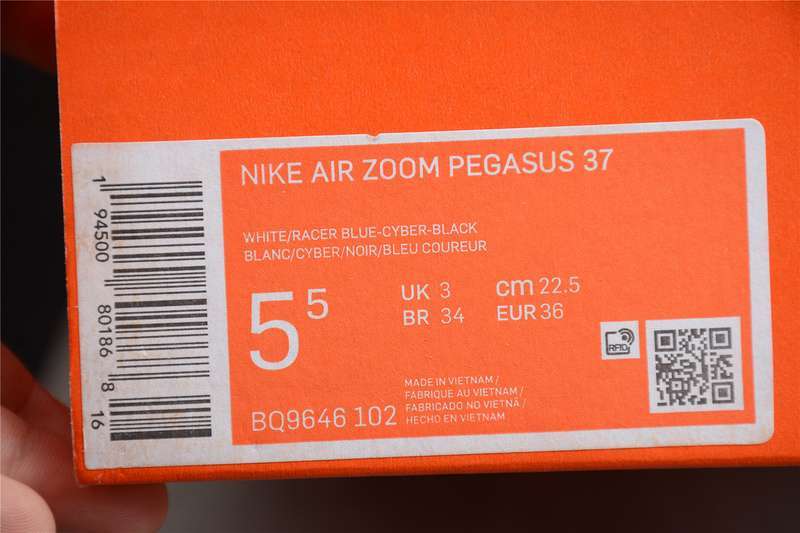 NIKE AIR ZOOM PEGASUS 37
WHITE/RACER BLUE-CYBER-BLACK
BLANC/CYBER/NOIR/BLEU COUREUR
5 5
UK 3
cm 22.5
BR 34
EUR 36
RFID
MADE IN VIETNAM /
FABRIQUE AU VIETNAM /
FABRICADO NO VIETNÃ /
HECHO EN VIETNAM
BQ9646 102
1 94500 80186 8 16